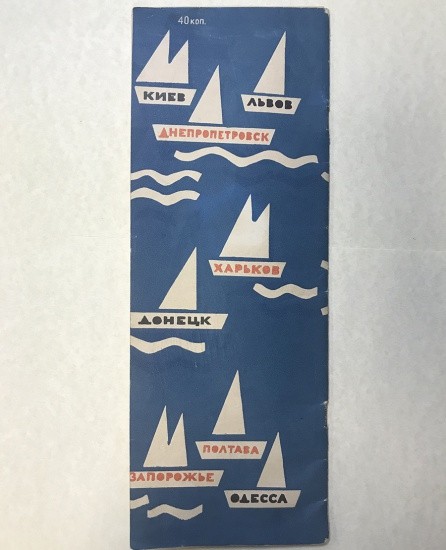 40 коп.
КИЕВ
ЛЬВОВ
ДНЕПРОПЕТРОВСК
ХАРЬКОВ
ДОНЕЦК
ПОЛТАВА
ЗАПОРОЖЬЕ
ОДЕССА